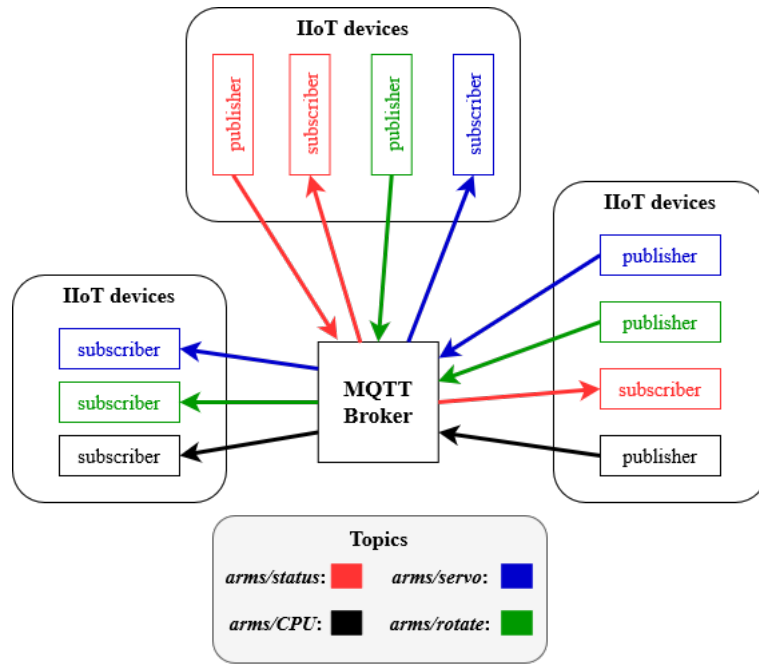 IIoT devices
publisher
subscriber
publisher
subscriber
IIoT devices
publisher
publisher
subscriber
publisher
IIoT devices
subscriber
subscriber
subscriber
MQTT
Broker
Topics
arms/status:
arms/servo:
arms/CPU:
arms/rotate: